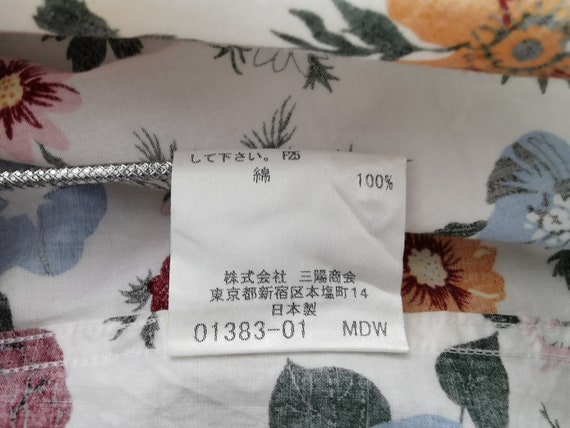 して下さい。 F25
綿 100%
株式会社 三陽商会
東京都新宿区本塩町14
日本製
01383-01 MDW